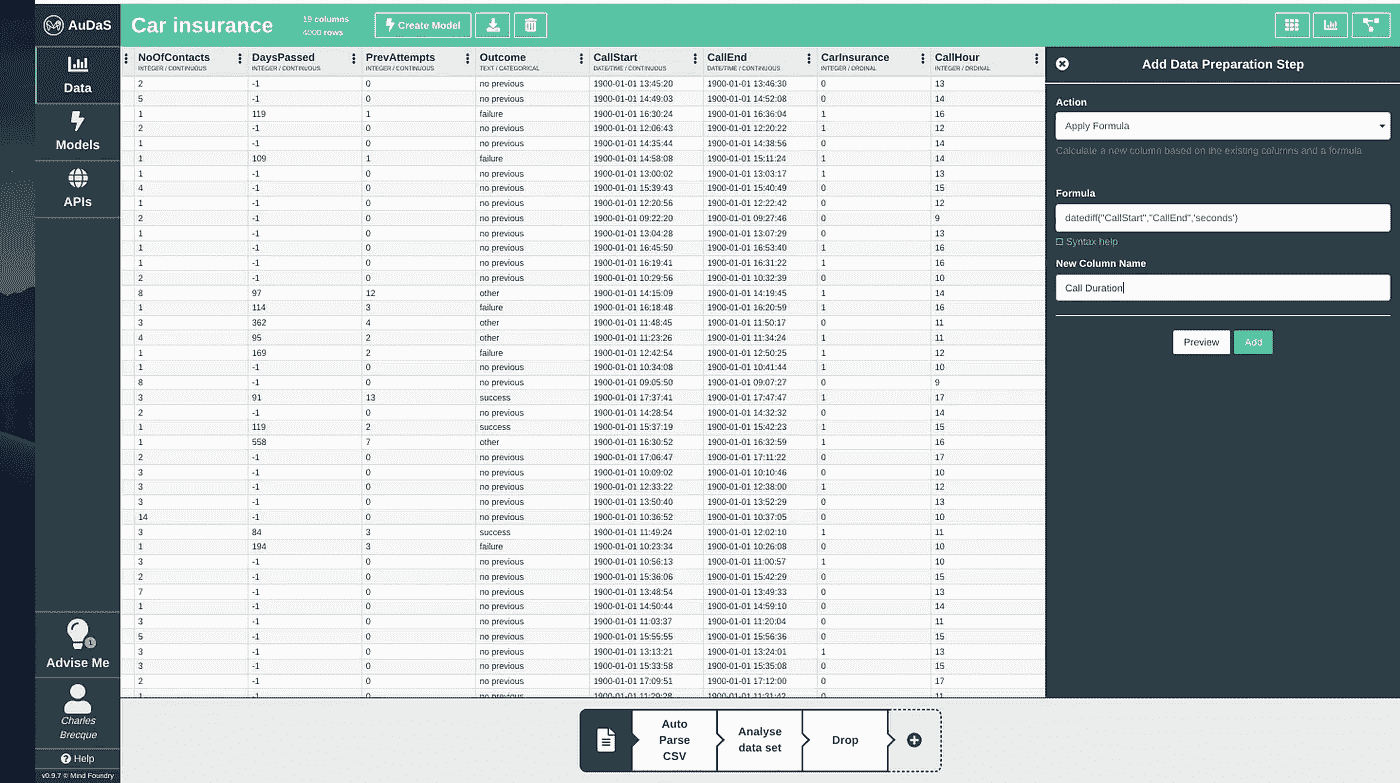 AuDaS
Car insurance
19 columns
4000 rows
Create Model
Data
Models
APIs
Advise Me
1
Charles
Brecque
Help
v0.9.7 © Mind Foundry
NoOfContacts DaysPassed PrevAttempts Outcome CallStart CallEnd CarInsurance CallHour
INTEGER / CONTINUOUS INTEGER / CONTINUOUS INTEGER / CONTINUOUS TEXT / CATEGORICAL DATE/TIME / CONTINUOUS DATE/TIME / CONTINUOUS INTEGER / ORDINAL INTEGER / ORDINAL
2 -1 0 no previous 1900-01-01 13:45:20 1900-01-01 13:46:30 0 13
5 -1 0 no previous 1900-01-01 14:49:03 1900-01-01 14:52:08 0 14
1 119 1 failure 1900-01-01 16:30:24 1900-01-01 16:36:04 1 16
2 -1 0 no previous 1900-01-01 12:06:43 1900-01-01 12:20:22 1 12
1 -1 0 no previous 1900-01-01 14:35:44 1900-01-01 14:38:56 0 14
1 109 1 failure 1900-01-01 14:58:08 1900-01-01 15:11:24 1 14
1 -1 0 no previous 1900-01-01 13:00:02 1900-01-01 13:03:17 1 13
4 -1 0 no previous 1900-01-01 15:39:43 1900-01-01 15:40:49 0 15
1 -1 0 no previous 1900-01-01 12:20:56 1900-01-01 12:22:42 0 12
2 -1 0 no previous 1900-01-01 09:22:20 1900-01-01 09:27:46 0 9
1 -1 0 no previous 1900-01-01 13:04:28 1900-01-01 13:07:29 0 13
1 -1 0 no previous 1900-01-01 16:45:59 1900-01-01 16:53:40 1 16
1 -1 0 no previous 1900-01-01 16:19:41 1900-01-01 16:31:22 1 16
2 -1 0 no previous 1900-01-01 10:29:56 1900-01-01 10:32:39 0 10
8 97 12 other 1900-01-01 14:15:09 1900-01-01 14:19:45 1 14
1 114 3 failure 1900-01-01 16:18:48 1900-01-01 16:20:59 1 16
3 362 4 other 1900-01-01 11:48:45 1900-01-01 11:50:17 0 11
4 95 2 other 1900-01-01 11:23:26 1900-01-01 11:34:24 1 11
1 169 2 failure 1900-01-01 12:42:54 1900-01-01 12:50:25 1 12
1 -1 0 no previous 1900-01-01 10:34:08 1900-01-01 10:41:44 1 10
8 -1 0 no previous 1900-01-01 09:05:50 1900-01-01 09:07:27 0 9
3 91 13 success 1900-01-01 17:37:41 1900-01-01 17:47:47 1 17
2 -1 0 no previous 1900-01-01 14:28:54 1900-01-01 14:32:32 0 14
1 119 2 success 1900-01-01 15:37:19 1900-01-01 15:42:23 1 15
1 558 7 other 1900-01-01 16:30:52 1900-01-01 16:32:59 1 16
2 -1 0 no previous 1900-01-01 17:06:47 1900-01-01 17:11:22 0 17
3 -1 0 no previous 1900-01-01 10:09:02 1900-01-01 10:10:46 0 10
3 -1 0 no previous 1900-01-01 12:33:22 1900-01-01 12:38:00 1 12
3 -1 0 no previous 1900-01-01 13:50:40 1900-01-01 13:52:29 0 13
14 -1 0 no previous 1900-01-01 10:36:52 1900-01-01 10:37:05 0 10
3 84 3 success 1900-01-01 11:49:24 1900-01-01 12:02:10 1 11
1 194 3 failure 1900-01-01 10:23:34 1900-01-01 10:26:08 0 10
3 -1 0 no previous 1900-01-01 10:56:13 1900-01-01 11:00:57 1 10
2 -1 0 no previous 1900-01-01 15:36:06 1900-01-01 15:42:29 0 15
7 -1 0 no previous 1900-01-01 13:48:54 1900-01-01 13:49:33 0 13
1 -1 0 no previous 1900-01-01 14:50:44 1900-01-01 14:59:10 0 14
3 -1 0 no previous 1900-01-01 11:03:37 1900-01-01 11:20:04 0 11
5 -1 0 no previous 1900-01-01 15:55:55 1900-01-01 15:56:36 0 15
3 -1 0 no previous 1900-01-01 13:13:21 1900-01-01 13:24:01 1 13
3 -1 0 no previous 1900-01-01 15:33:58 1900-01-01 15:35:08 0 15
2 -1 0 no previous 1900-01-01 17:09:51 1900-01-01 17:12:00 0 17
Add Data Preparation Step
Action
Apply Formula
Calculate a new column based on the existing columns and a formula
Formula
datediff("CallStart","CallEnd",'seconds')
Syntax help
New Column Name
Call Duration
Preview Add
Auto
Parse
CSV
Analyse
data set
Drop